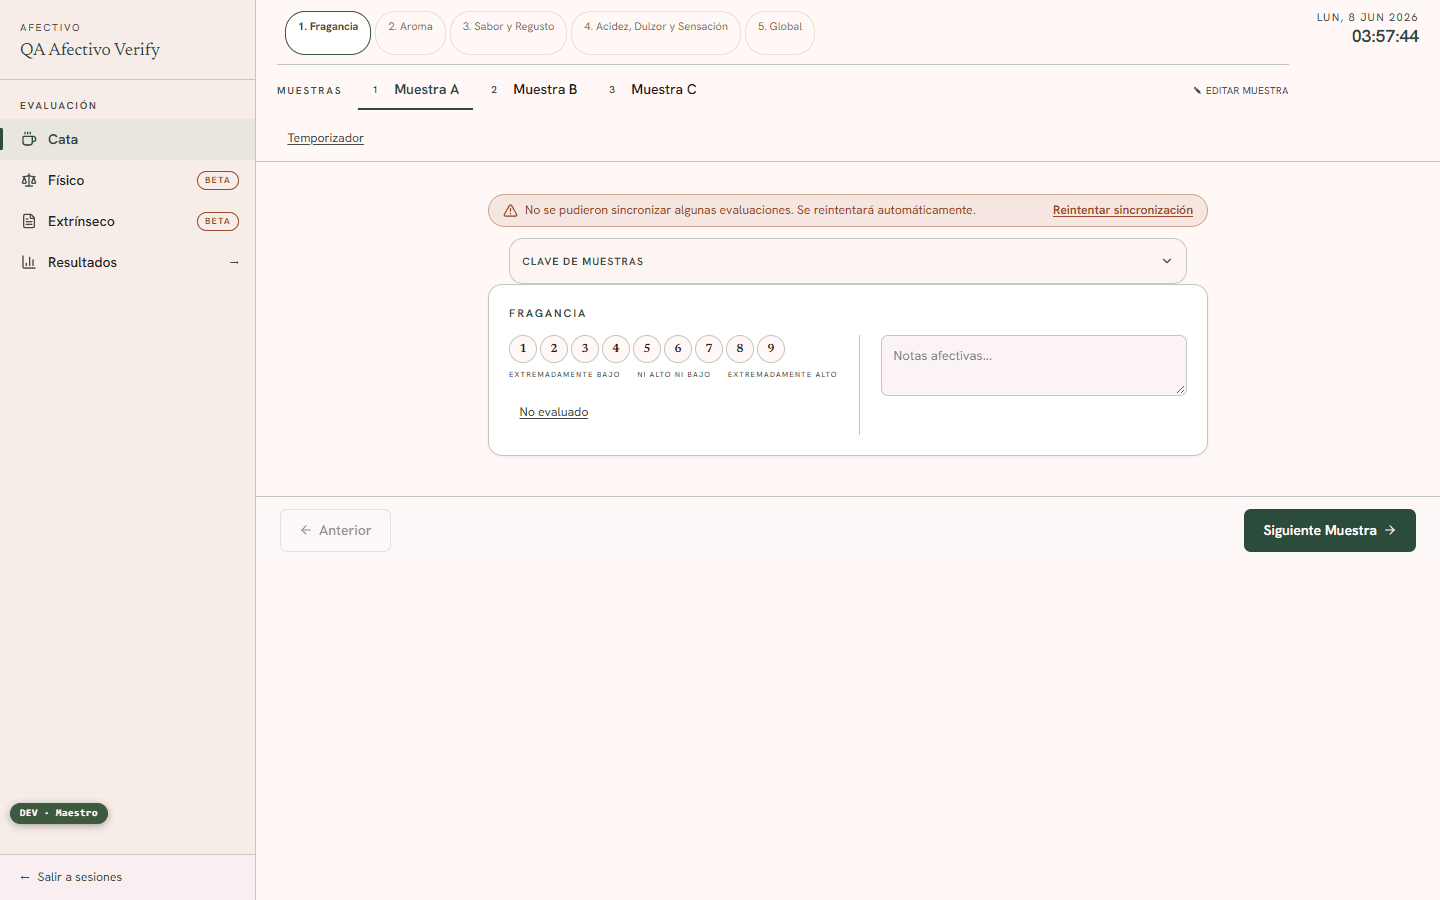 AFECTIVO
QA Afectivo Verify
EVALUACIÓN
Cata
Físico BETA
Extrínseco BETA
Resultados →
DEV · Maestro
← Salir a sesiones
1. Fragancia 2. Aroma 3. Sabor y Regusto 4. Acidez, Dulzor y Sensación 5. Global
LUN, 8 JUN 2026
03:57:44
MUESTRAS 1 Muestra A 2 Muestra B 3 Muestra C EDITAR MUESTRA
Temporizador
No se pudieron sincronizar algunas evaluaciones. Se reintentará automáticamente. Reintentar sincronización
CLAVE DE MUESTRAS
FRAGANCIA
1 2 3 4 5 6 7 8 9
EXTREMADAMENTE BAJO NI ALTO NI BAJO EXTREMADAMENTE ALTO
No evaluado
Notas afectivas...
← Anterior
Siguiente Muestra →